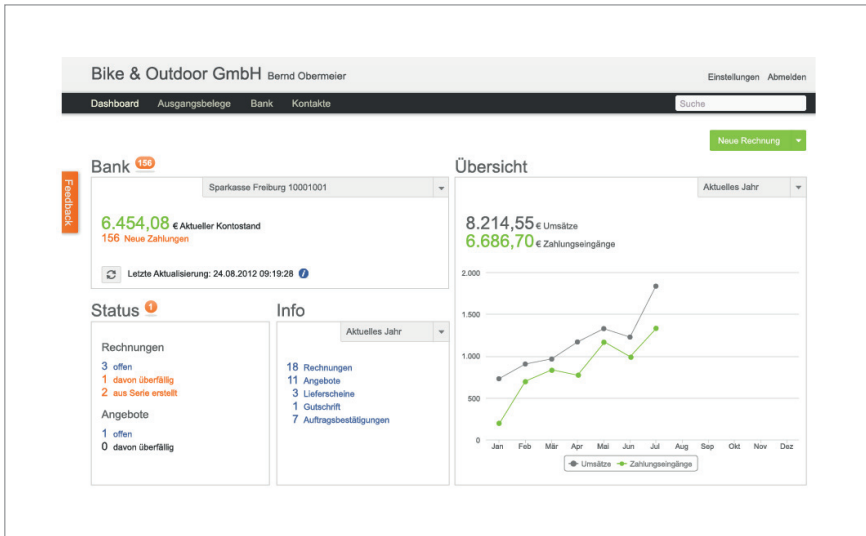 Bike & Outdoor GmbH Bernd Obermeier
Einstellungen Abmelden
Dashboard Ausgangsbelege Bank Kontakte
Suche
Neue Rechnung
Feedback
Bank 156
Sparkasse Freiburg 10001001
6.454,08 € Aktueller Kontostand
156 Neue Zahlungen
Letzte Aktualisierung: 24.08.2012 09:19:28 i
Übersicht
Aktuelles Jahr
8.214,55 € Umsätze
6.686,70 € Zahlungseingänge
2.000
1.500
1.000
500
0
Jan Feb Mär Apr Mai Jun Jul Aug Sep Okt Nov Dez
Umsätze Zahlungseingänge
Status 1
Rechnungen
3 offen
1 davon überfällig
2 aus Serie erstellt
Angebote
1 offen
0 davon überfällig
Info
Aktuelles Jahr
18 Rechnungen
11 Angebote
3 Lieferscheine
1 Gutschrift
7 Auftragsbestätigungen